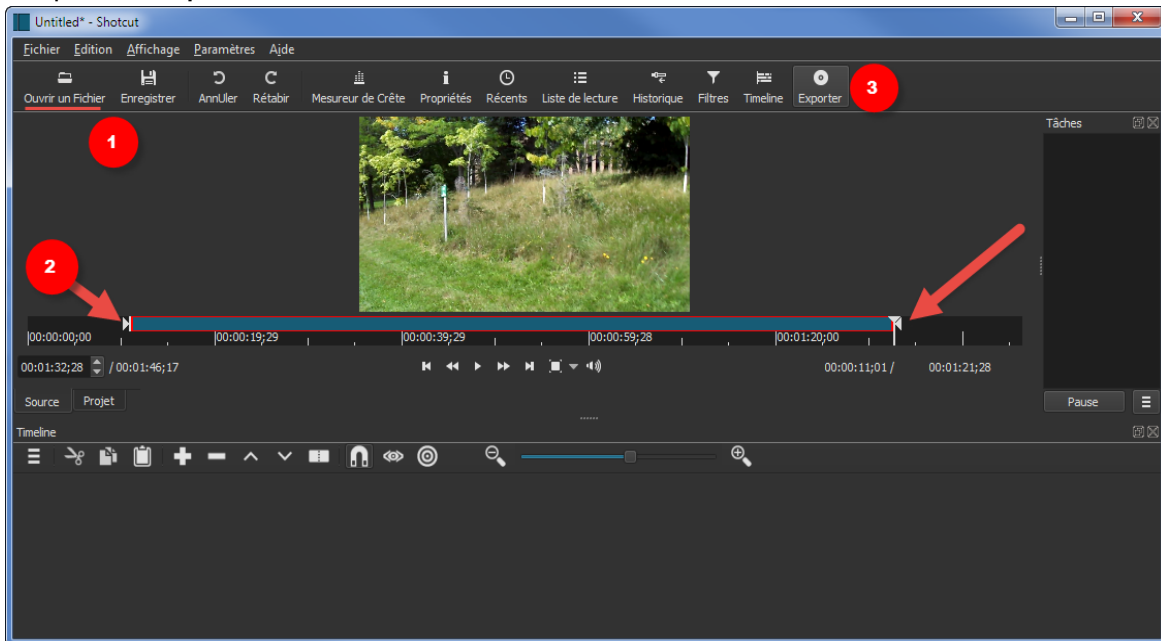 Untitled* - Shotcut
Fichier Edition Affichage Paramètres Aide
Ouvrir un Fichier Enregistrer AnnUler Rétabir Mesureur de Crête Propriétés Récents Liste de lecture Historique Filtres Timeline Exporter
3
1
Tâches
2
00:00:00;00 00:00:19;29 00:00:39;29 00:00:59;28 00:01:20;00
00:01:32;28 / 00:01:46;17 00:00:11;01 / 00:01:21;28
Source Projet Pause
Timeline